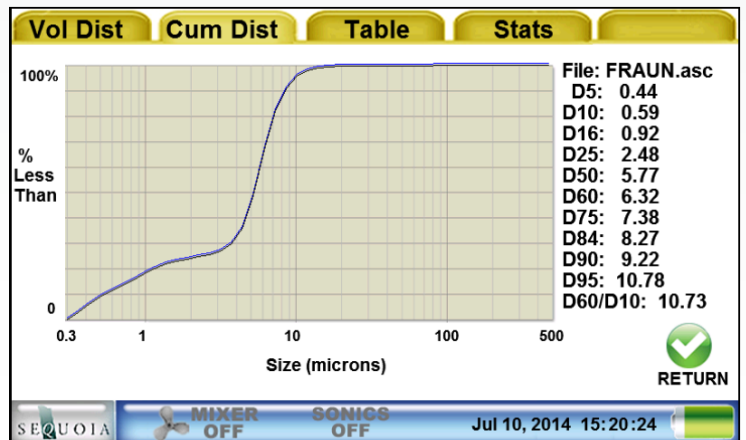 Vol Dist Cum Dist Table Stats
100%
%
Less
Than
0
0.3 1 10 100 500
Size (microns)
File: FRAUN.asc
D5: 0.44
D10: 0.59
D16: 0.92
D25: 2.48
D50: 5.77
D60: 6.32
D75: 7.38
D84: 8.27
D90: 9.22
D95: 10.78
D60/D10: 10.73
RETURN
SEQUOIA
MIXER
OFF
SONICS
OFF
Jul 10, 2014 15:20:24